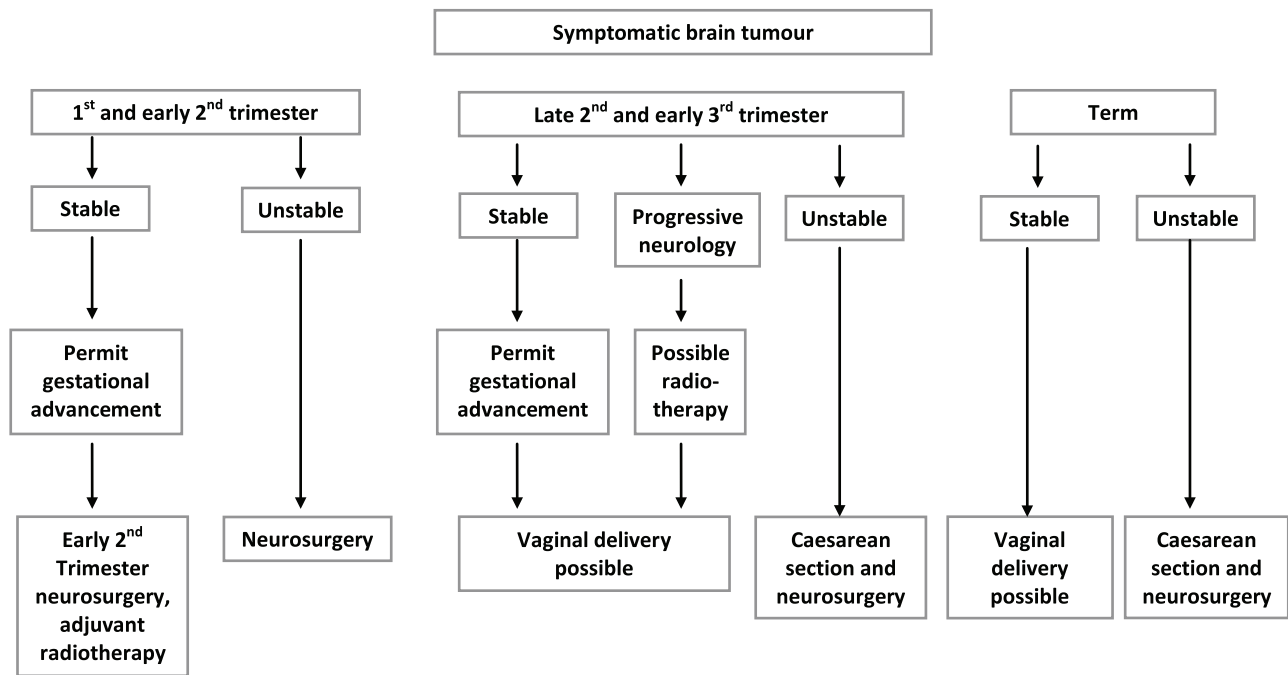 Symptomatic brain tumour
1st and early 2nd trimester
Late 2nd and early 3rd trimester
Term
Stable
Unstable
Stable
Progressive
neurology
Unstable
Stable
Unstable
Permit
gestational
advancement
Permit
gestational
advancement
Possible
radio-
therapy
Early 2nd
Trimester
neurosurgery,
adjuvant
radiotherapy
Neurosurgery
Vaginal delivery
possible
Caesarean
section and
neurosurgery
Vaginal
delivery
possible
Caesarean
section and
neurosurgery